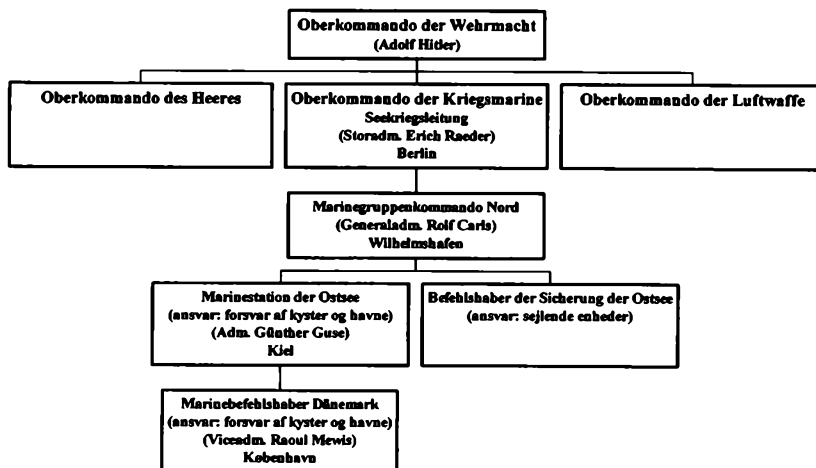 Oberkommando der Wehrmacht
(Adolf Hitler)
Oberkommando des Heeres
Oberkommando der Kriegsmarine
Seekriegsleitung
(Storadm. Erich Raeder)
Berlin
Oberkommando der Luftwaffe
Marinegruppenkommando Nord
(Generaladm. Rolf Carls)
Wilhelmshafen
Marinestation der Ostsee
(ansvar: forsvar af kyster og havne)
(Adm. Günther Guse)
Kiel
Befehlshaber der Sicherung der Ostsee
(ansvar: sejlende enheder)
Marinebefehlshaber Dänemark
(ansvar: forsvar af kyster og havne)
(Viceadm. Raoul Mewis)
København